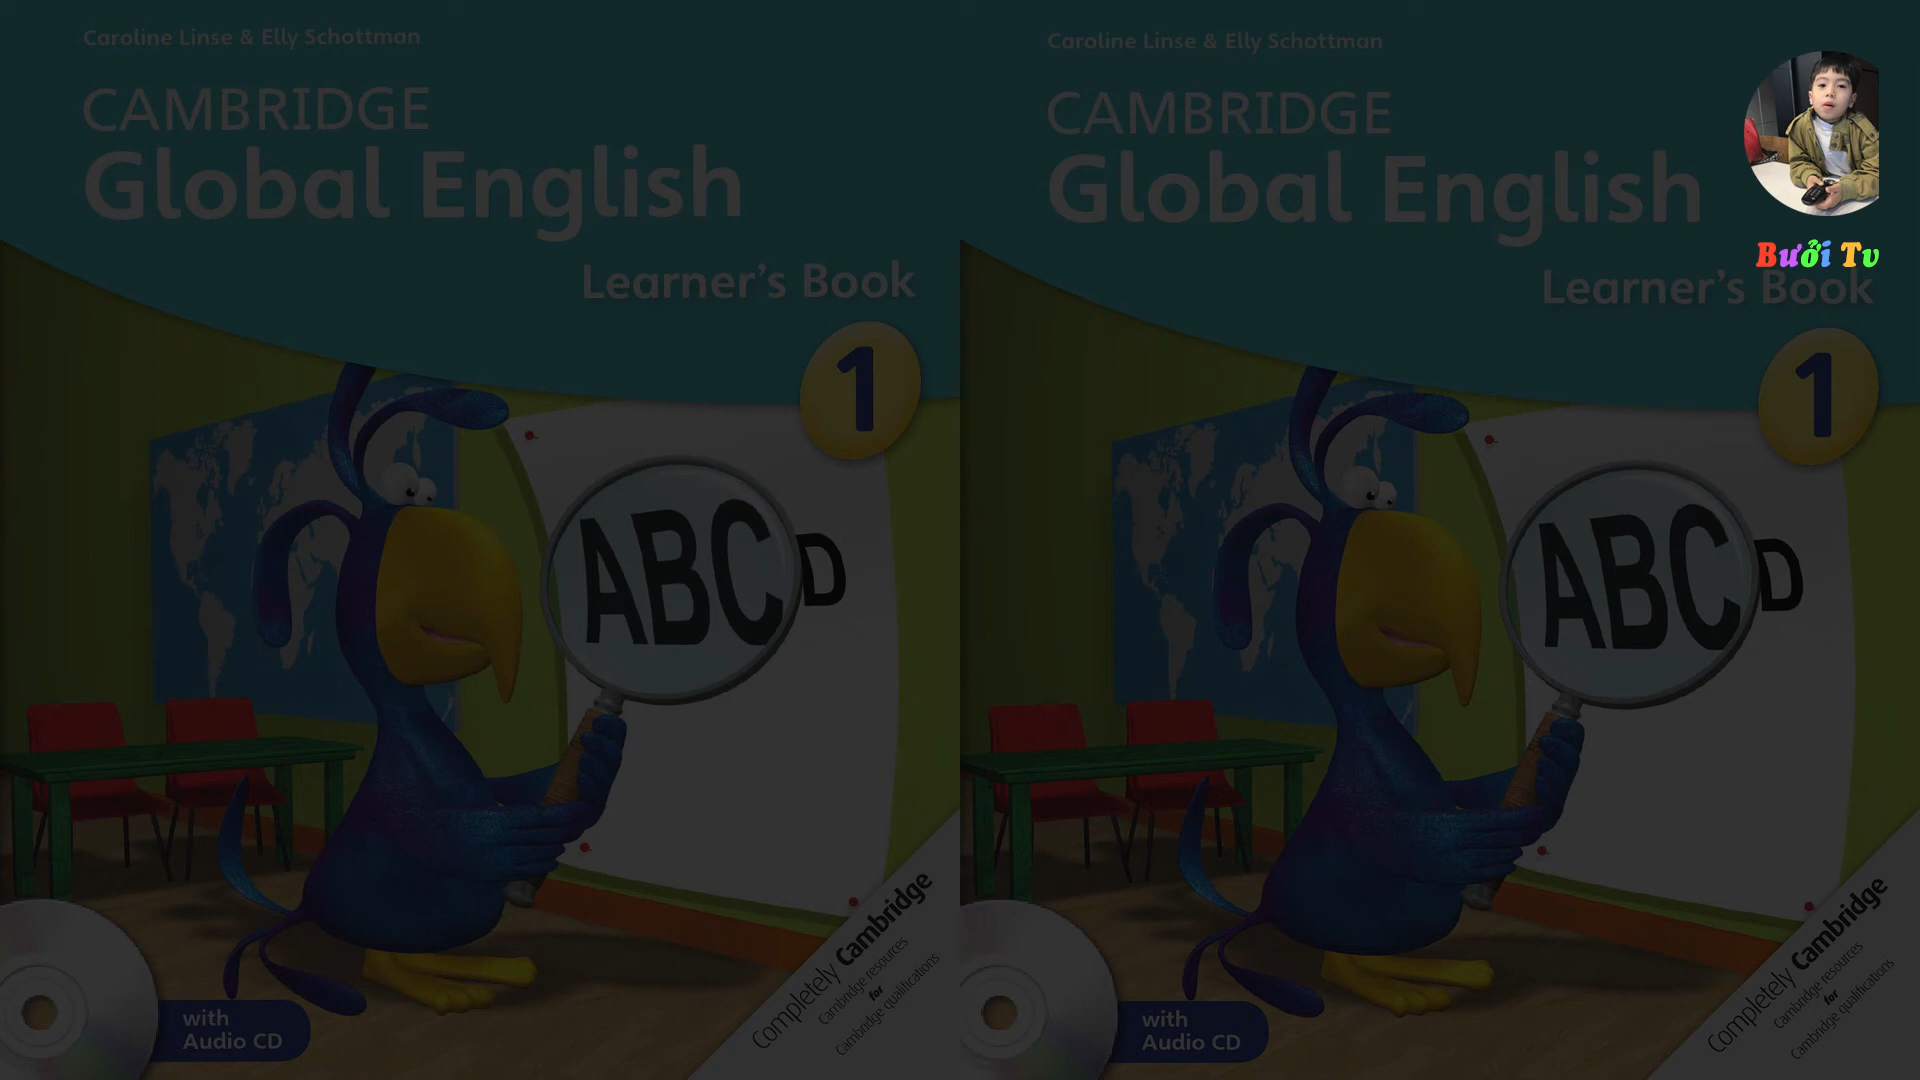 Caroline Linse & Elly Schottman
CAMBRIDGE
Global English
Learner's Book
1
ABC
D
Completely Cambridge
Cambridge resources
for
Cambridge qualifications
with
Audio CD
Caroline Linse & Elly Schottman
CAMBRIDGE
Global English
Bưởi Tv
Learner's Book
1
ABC
D
Completely Cambridge
Cambridge resources
for
Cambridge qualifications
with
Audio CD